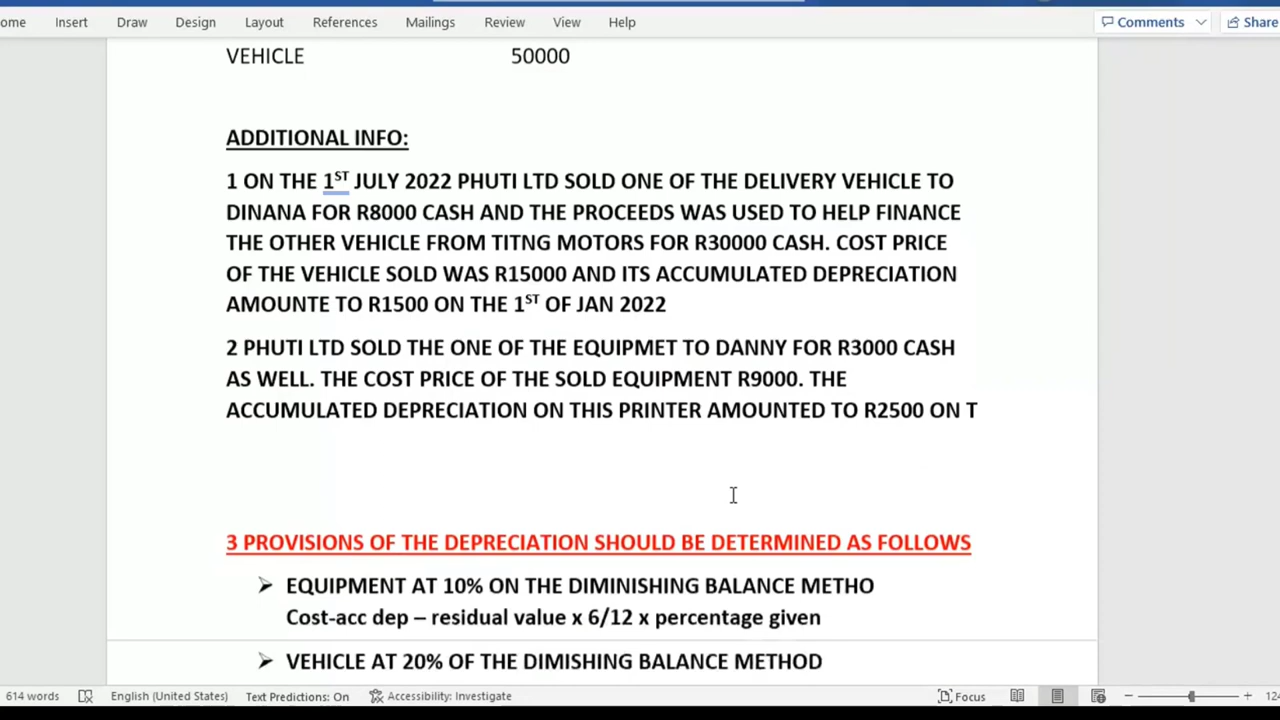 ome Insert Draw Design Layout References Mailings Review View Help Comments Share
VEHICLE 50000
ADDITIONAL INFO:
1 ON THE 1ST JULY 2022 PHUTI LTD SOLD ONE OF THE DELIVERY VEHICLE TO
DINANA FOR R8000 CASH AND THE PROCEEDS WAS USED TO HELP FINANCE
THE OTHER VEHICLE FROM TITNG MOTORS FOR R30000 CASH. COST PRICE
OF THE VEHICLE SOLD WAS R15000 AND ITS ACCUMULATED DEPRECIATION
AMOUNTE TO R1500 ON THE 1ST OF JAN 2022
2 PHUTI LTD SOLD THE ONE OF THE EQUIPMET TO DANNY FOR R3000 CASH
AS WELL. THE COST PRICE OF THE SOLD EQUIPMENT R9000. THE
ACCUMULATED DEPRECIATION ON THIS PRINTER AMOUNTED TO R2500 ON T
3 PROVISIONS OF THE DEPRECIATION SHOULD BE DETERMINED AS FOLLOWS
➢ EQUIPMENT AT 10% ON THE DIMINISHING BALANCE METHO
Cost-acc dep – residual value x 6/12 x percentage given
➢ VEHICLE AT 20% OF THE DIMISHING BALANCE METHOD
614 words English (United States) Text Predictions: On Accessibility: Investigate Focus 124